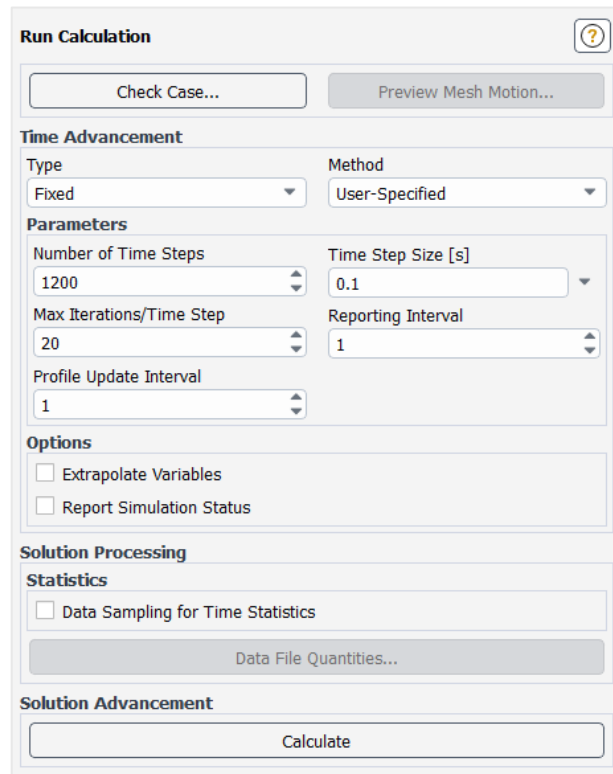 Run Calculation
?
Check Case... Preview Mesh Motion...
Time Advancement
Type Method
Fixed User-Specified
Parameters
Number of Time Steps Time Step Size [s]
1200 0.1
Max Iterations/Time Step Reporting Interval
20 1
Profile Update Interval
1
Options
Extrapolate Variables
Report Simulation Status
Solution Processing
Statistics
Data Sampling for Time Statistics
Data File Quantities...
Solution Advancement
Calculate